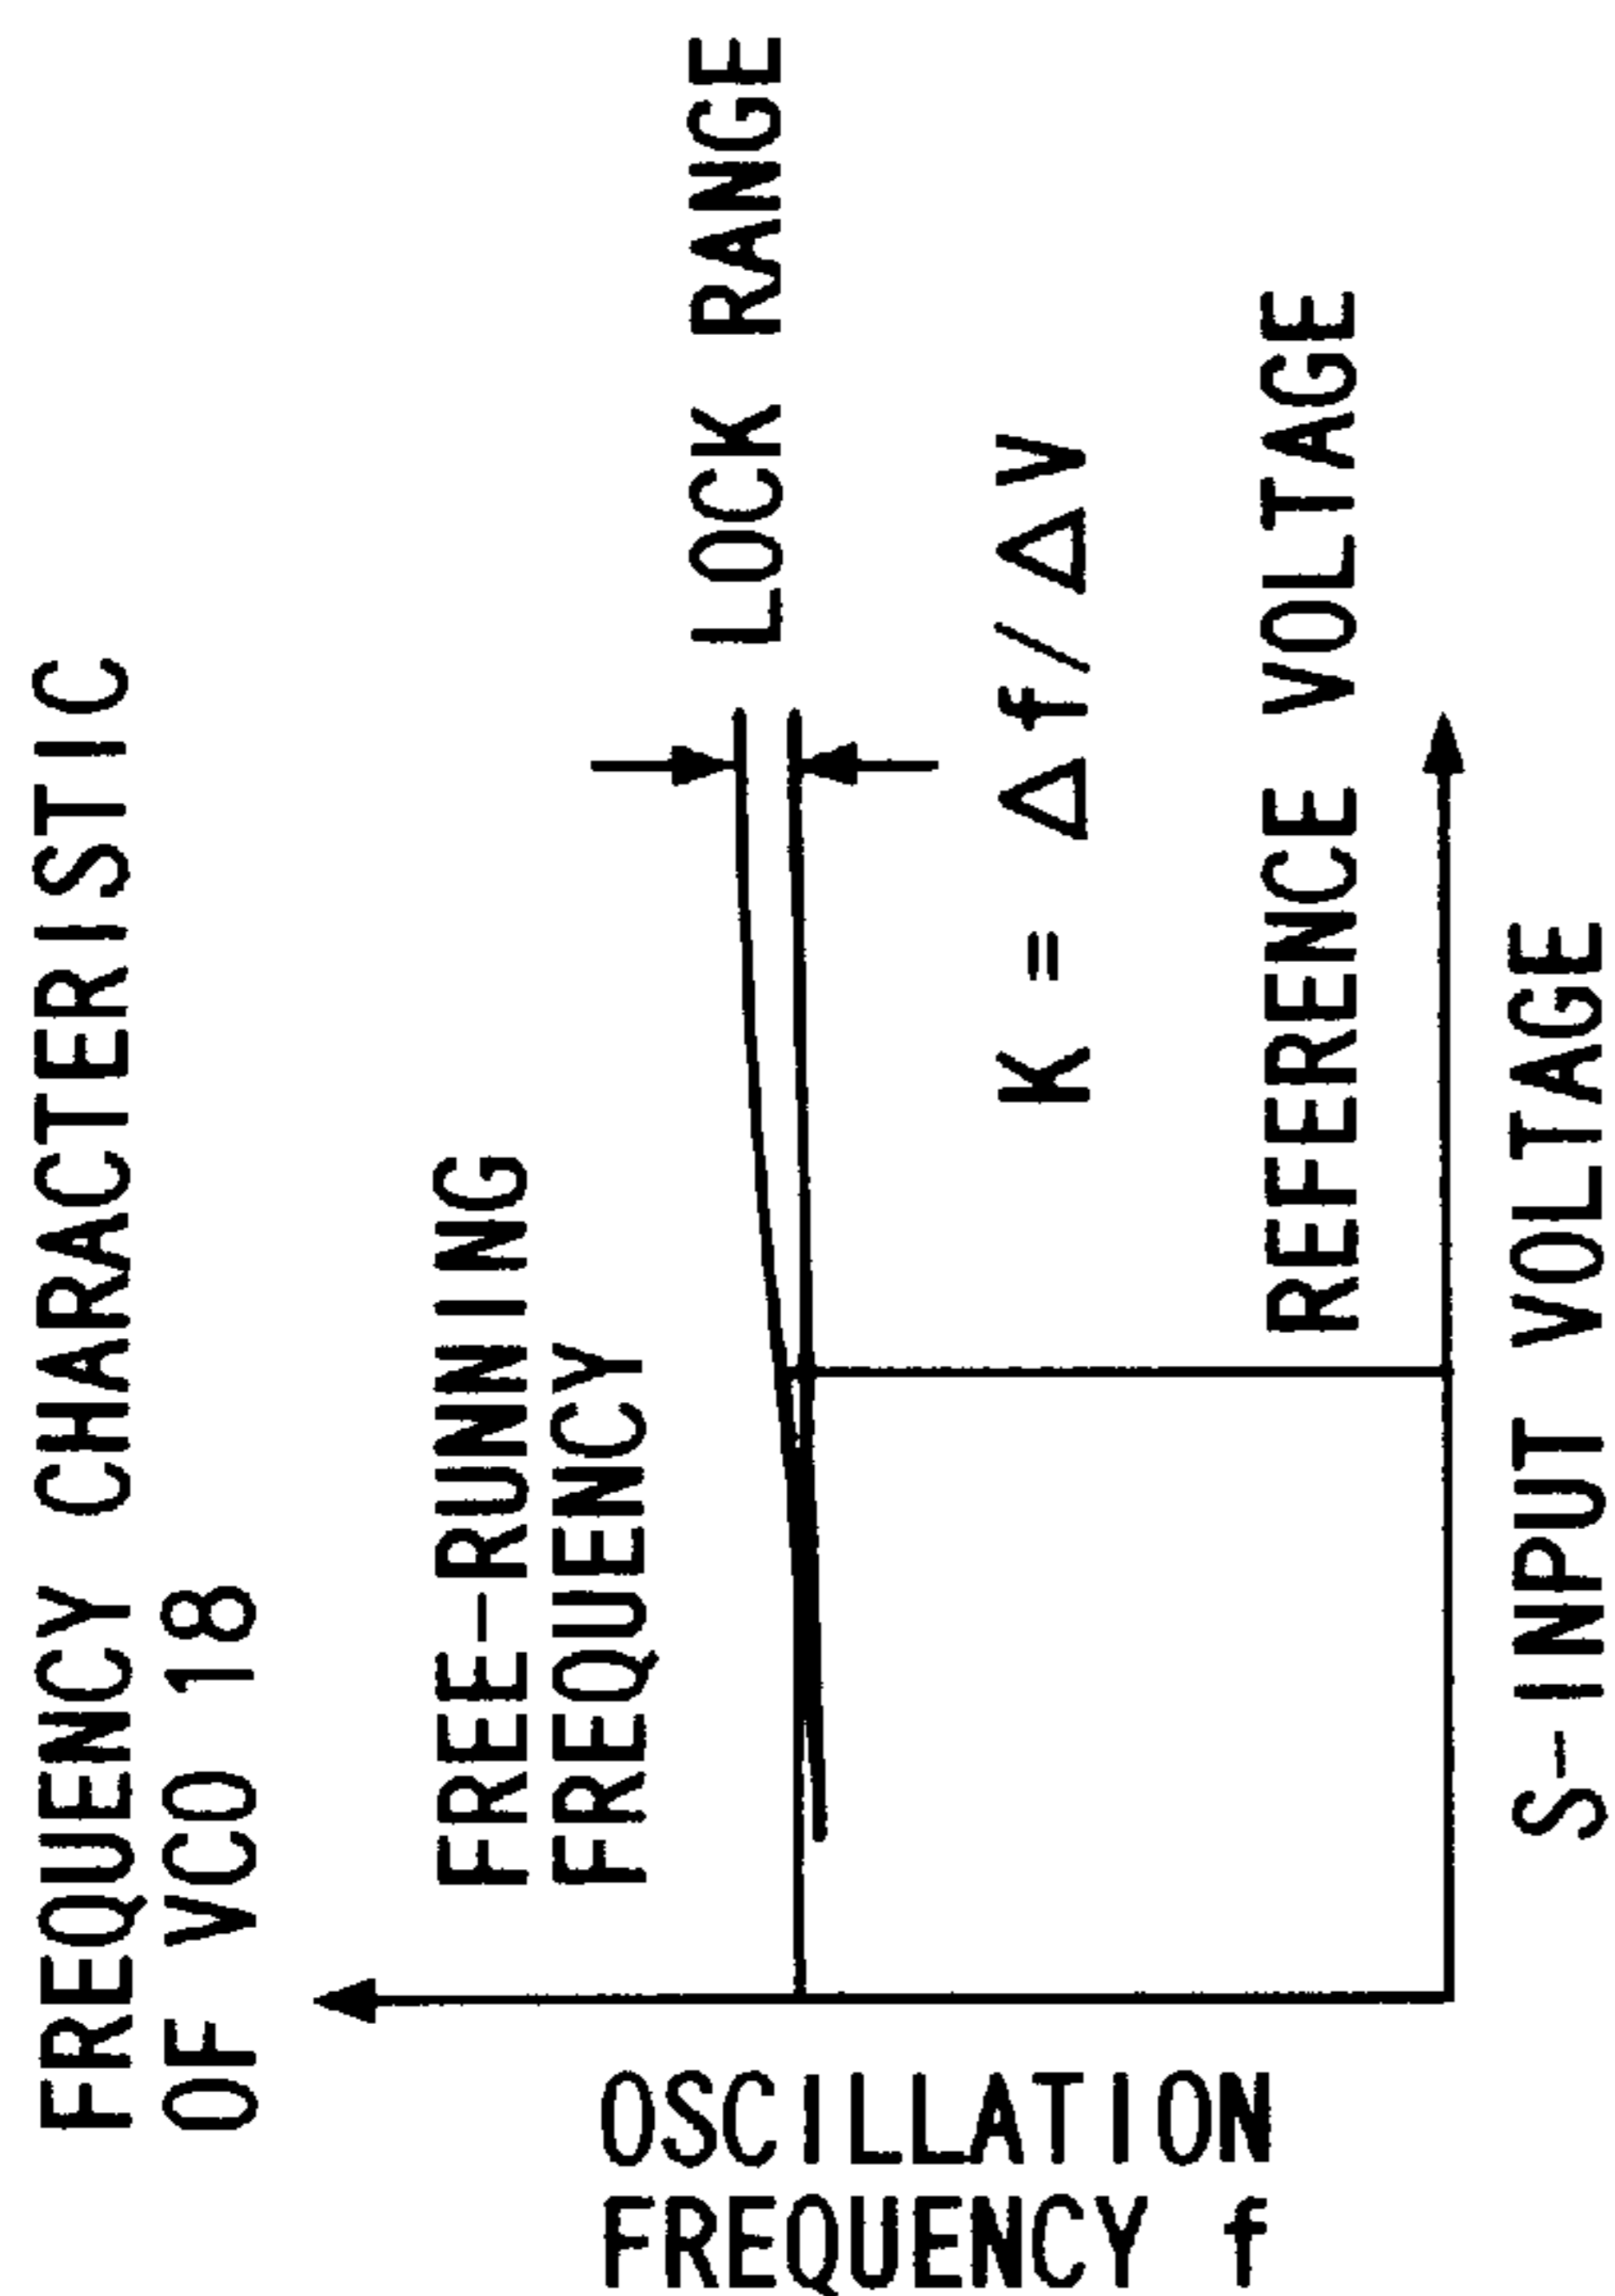 FREQUENCY CHARACTERISTIC
OF VCO 18
FREE-RUNNING
FREQUENCY
LOCK RANGE
K = Δf/ΔV
REFERENCE VOLTAGE
S-INPUT VOLTAGE
OSCILLATION
FREQUENCY f